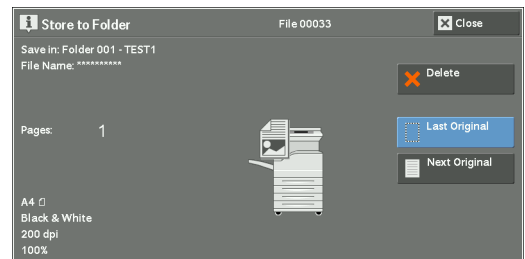 Store to Folder
File 00033
Close
Save in: Folder 001 - TEST1
File Name: **********
Delete
Pages: 1
Last Original
Next Original
A4
Black & White
200 dpi
100%